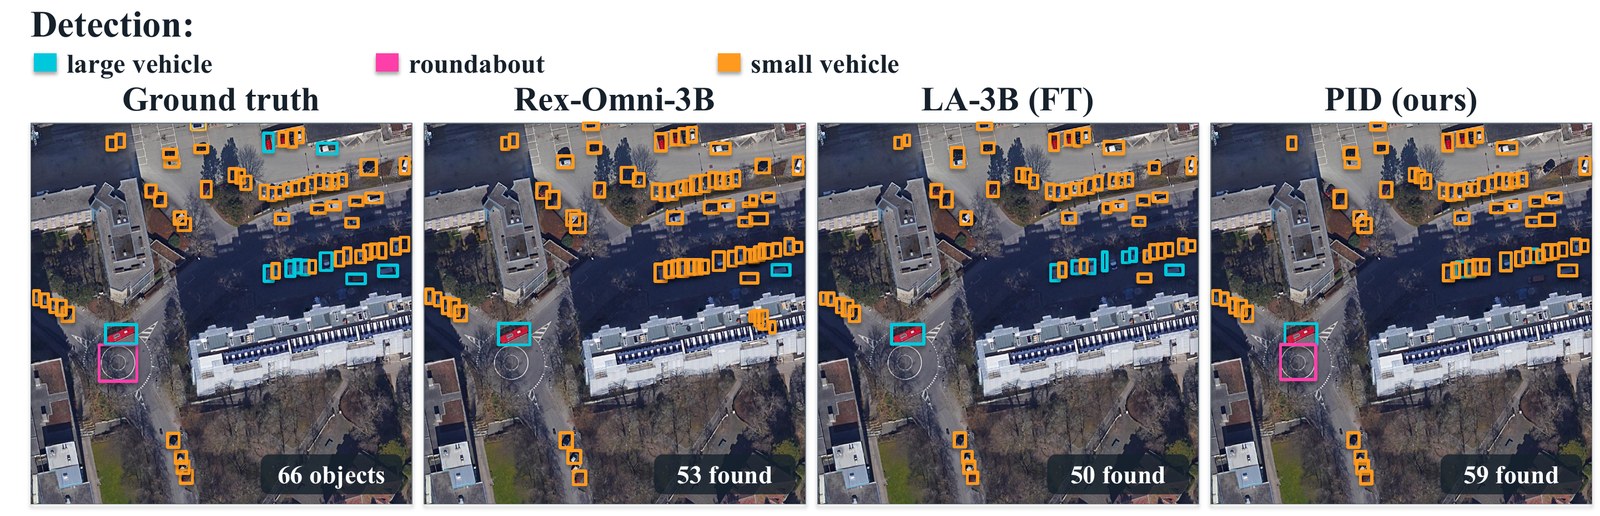 Detection:
large vehicle roundabout small vehicle
Ground truth Rex-Omni-3B LA-3B (FT) PID (ours)
66 objects 53 found 50 found 59 found